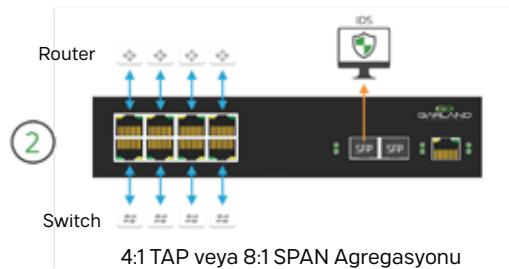 IDS
Router
GARLAND
2
SFP SFP
Switch
4:1 TAP veya 8:1 SPAN Agregasyonu